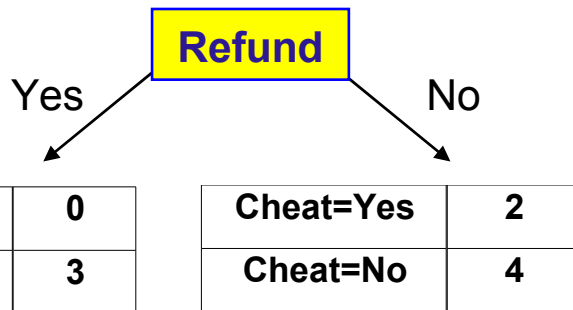 Refund
Yes No
0 Cheat=Yes 2
3 Cheat=No 4